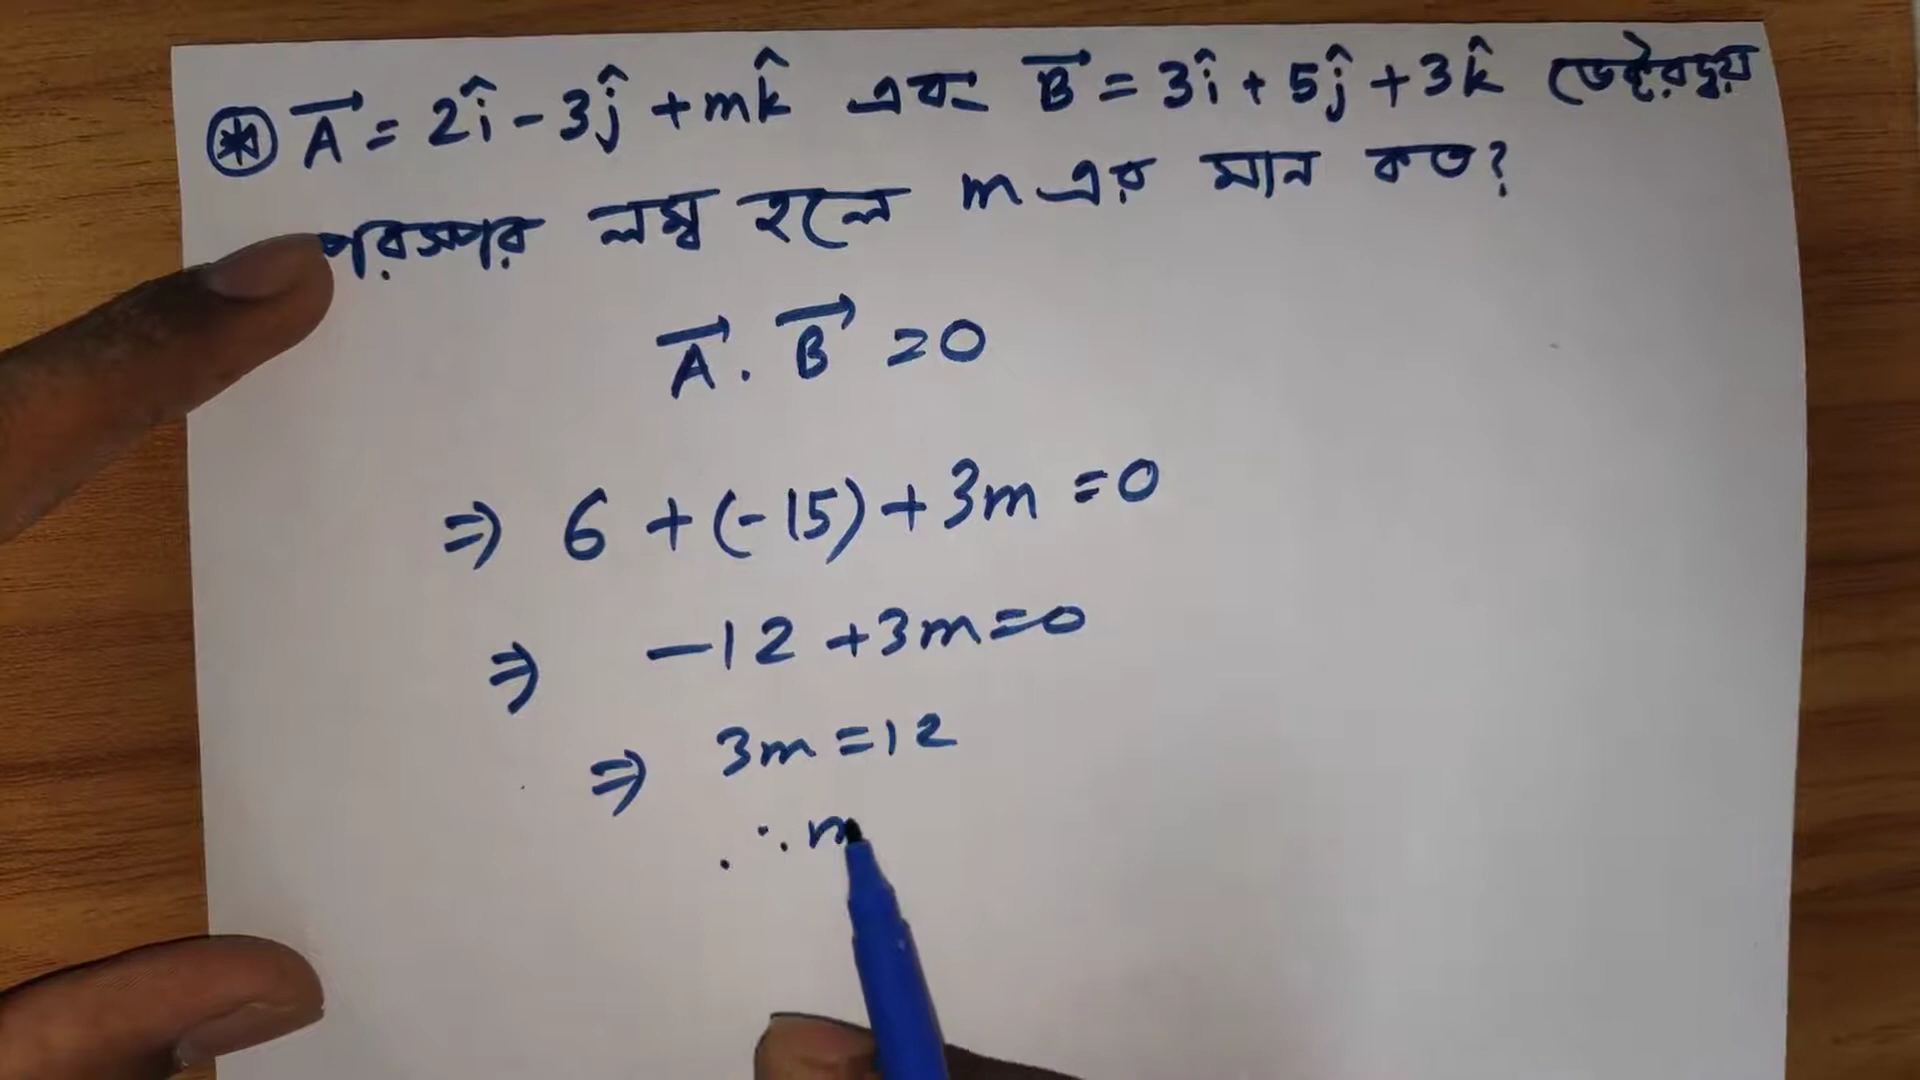 ⊛ A⃗ = 2î - 3ĵ + mk̂ এবং B⃗ = 3î + 5ĵ + 3k̂ ভেক্টরদ্বয়
পরস্পর লম্ব হলে m এর মান কত?
A⃗ . B⃗ = 0
⇒ 6 + (-15) + 3m = 0
⇒ -12 + 3m = 0
⇒ 3m = 12
∴ m